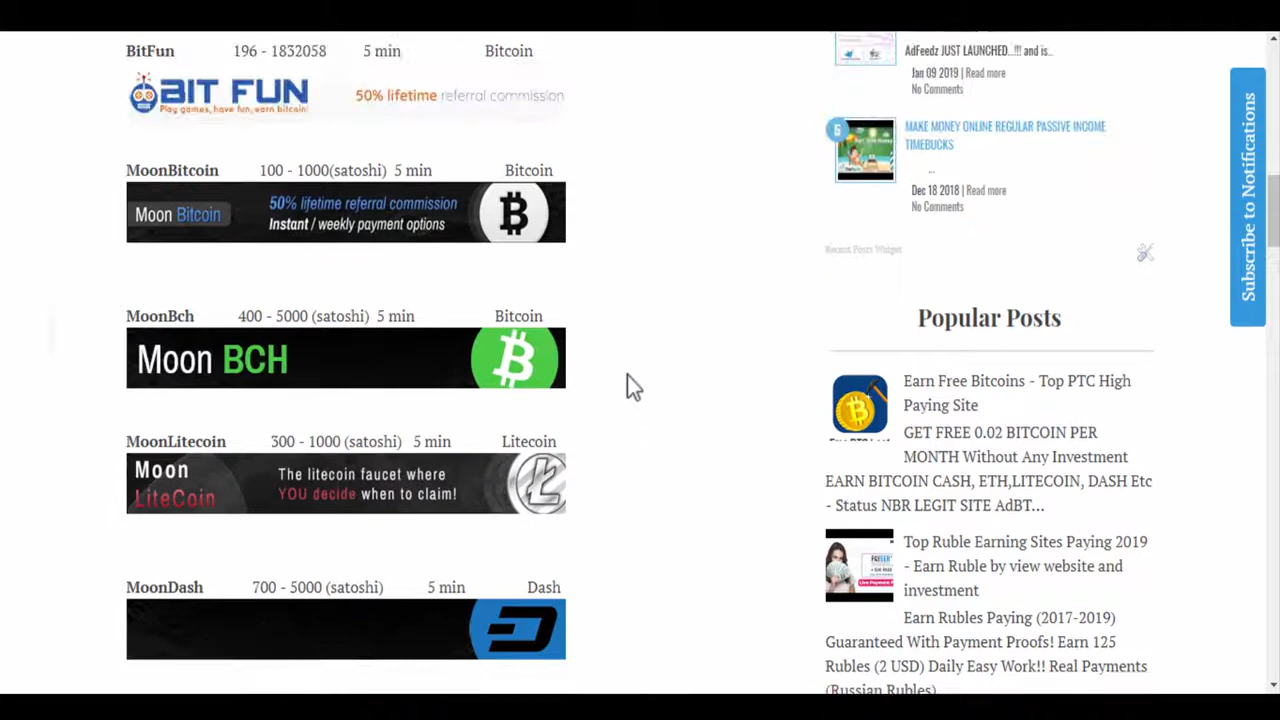 BitFun 196 - 1832058 5 min Bitcoin
BIT FUN
Play games, have fun, earn bitcoin!
50% lifetime referral commission
MoonBitcoin 100 - 1000(satoshi) 5 min Bitcoin
Moon Bitcoin
50% lifetime referral commission
Instant / weekly payment options
MoonBch 400 - 5000 (satoshi) 5 min Bitcoin
Moon BCH
MoonLitecoin 300 - 1000 (satoshi) 5 min Litecoin
Moon
LiteCoin
The litecoin faucet where
YOU decide when to claim!
MoonDash 700 - 5000 (satoshi) 5 min Dash
AdFeedz JUST LAUNCHED...!!! and is...
Jan 09 2019 | Read more
No Comments
5
MAKE MONEY ONLINE REGULAR PASSIVE INCOME
TIMEBUCKS
...
Dec 18 2018 | Read more
No Comments
Recent Posts Widget
Popular Posts
Earn Free Bitcoins - Top PTC High
Paying Site
GET FREE 0.02 BITCOIN PER
MONTH Without Any Investment
EARN BITCOIN CASH, ETH,LITECOIN, DASH Etc
- Status NBR LEGIT SITE AdBT...
Top Ruble Earning Sites Paying 2019
- Earn Ruble by view website and
investment
PAYEER
Earn Rubles Paying (2017-2019)
Guaranteed With Payment Proofs! Earn 125
Rubles (2 USD) Daily Easy Work!! Real Payments
(Russian Rubles)
Subscribe to Notifications